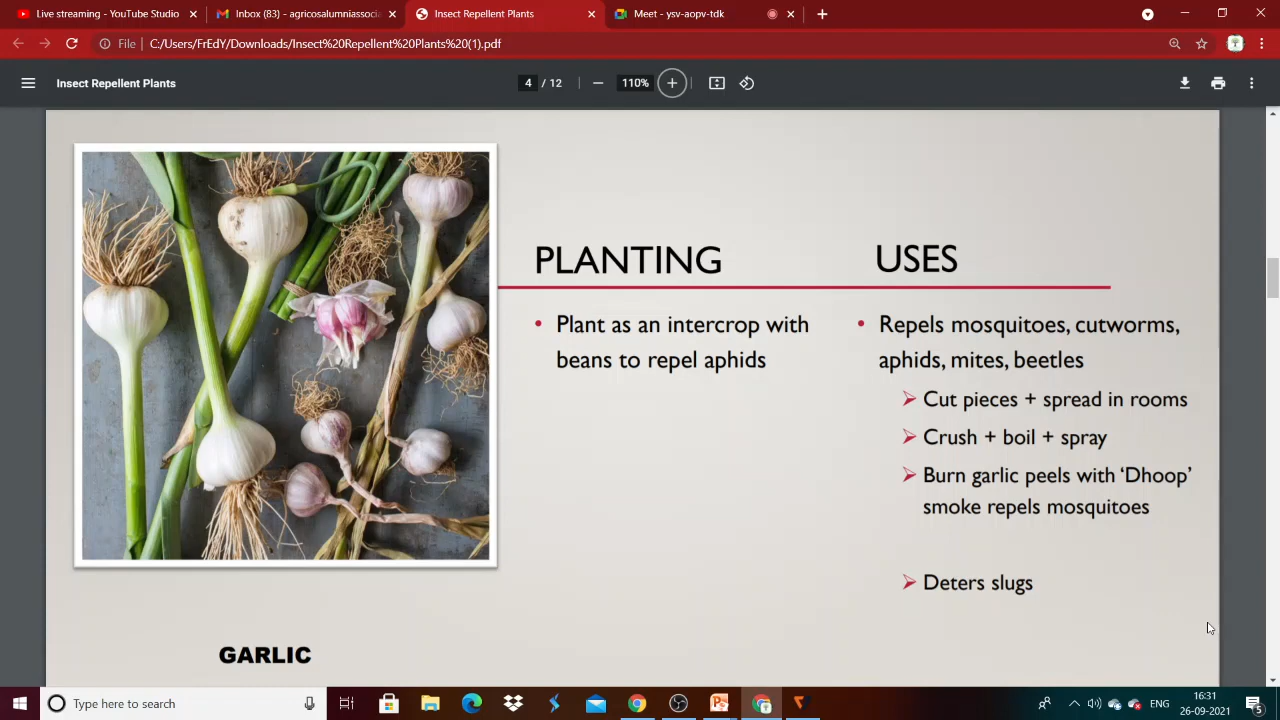 Live streaming - YouTube Studio
Inbox (83) - agricosalumniassocia
Insect Repellent Plants
Meet - ysv-aopv-tdk
File
C:/Users/FrEdY/Downloads/Insect%20Repellent%20Plants%20(1).pdf
Insect Repellent Plants
4 / 12
110%
PLANTING
USES
• Plant as an intercrop with
beans to repel aphids
• Repels mosquitoes, cutworms,
aphids, mites, beetles
Cut pieces + spread in rooms
Crush + boil + spray
Burn garlic peels with ‘Dhoop’
smoke repels mosquitoes
Deters slugs
GARLIC
Type here to search
ENG
16:31
26-09-2021
5